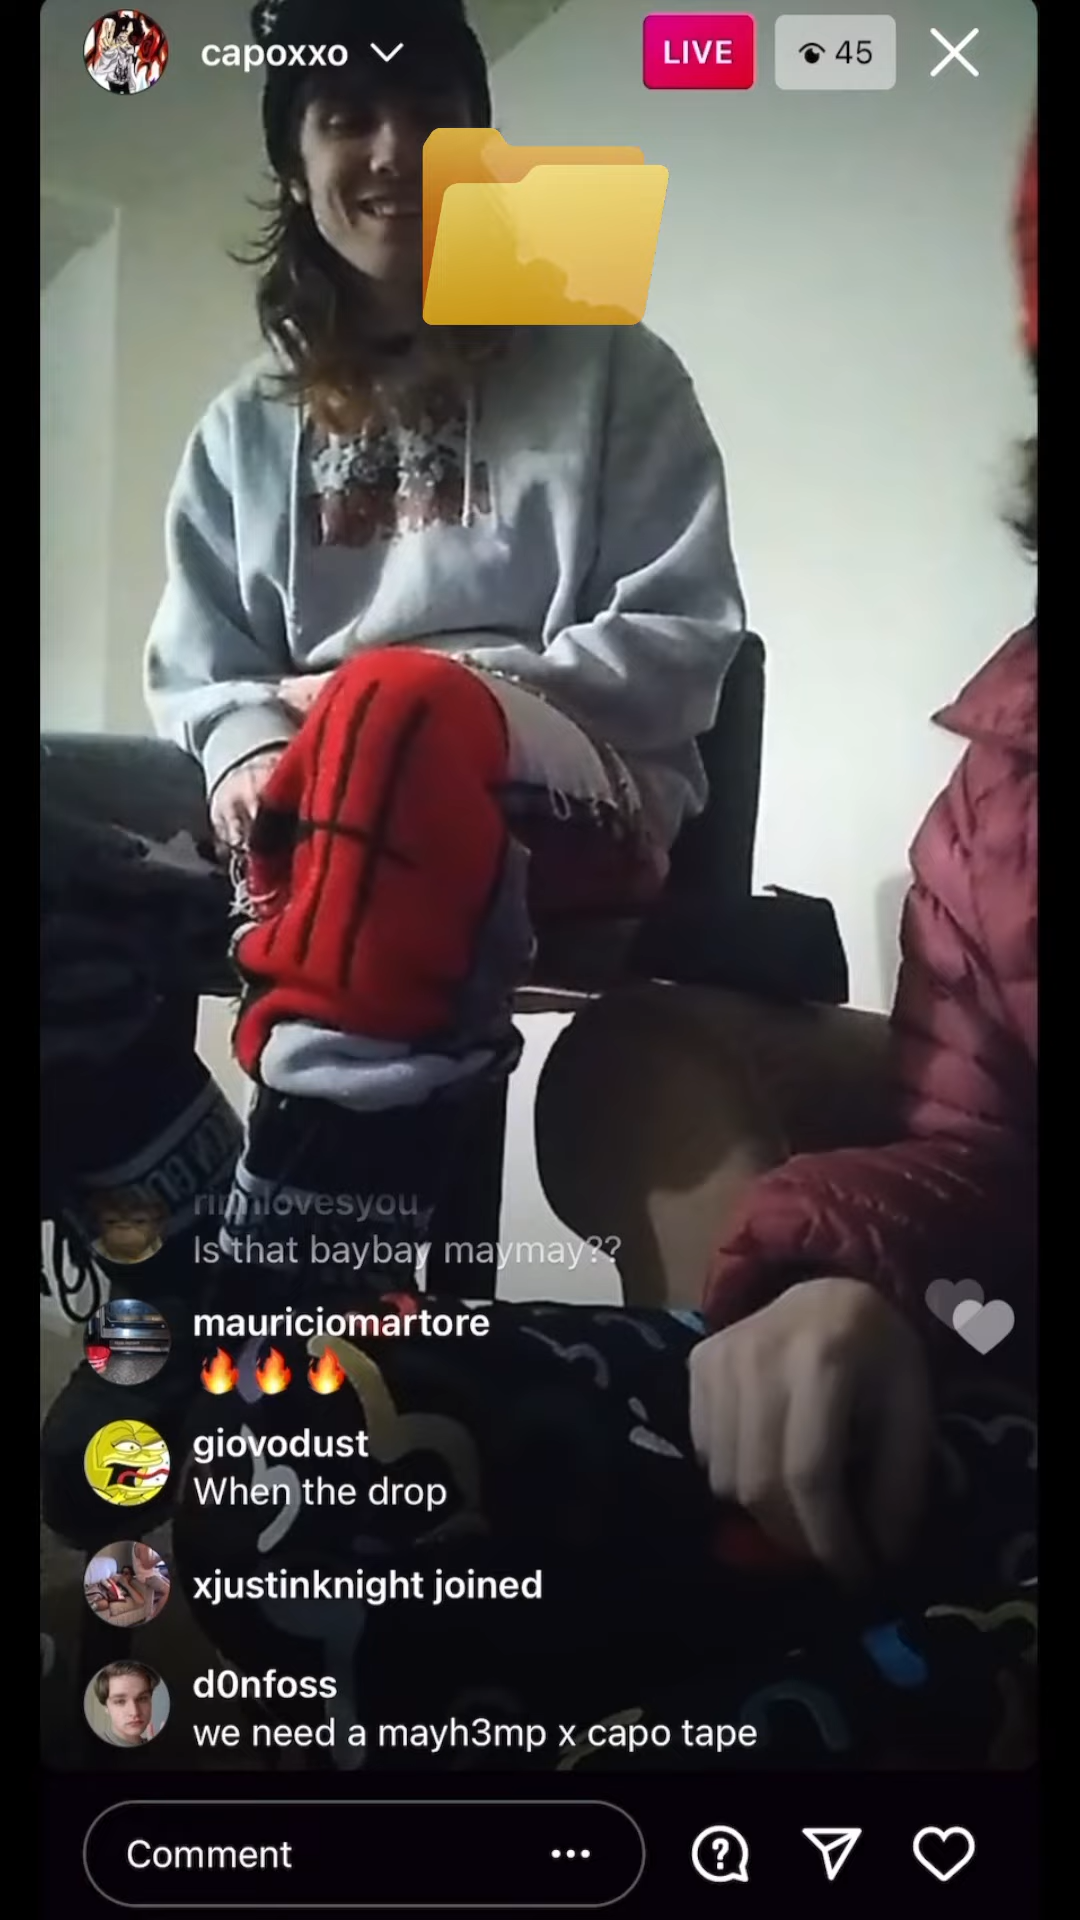 capoxxo
LIVE
45
rinnlovesyou
Is that baybay maymay??
mauriciomartore
🔥🔥🔥
giovodust
When the drop
xjustinknight joined
d0nfoss
we need a mayh3mp x capo tape
Comment